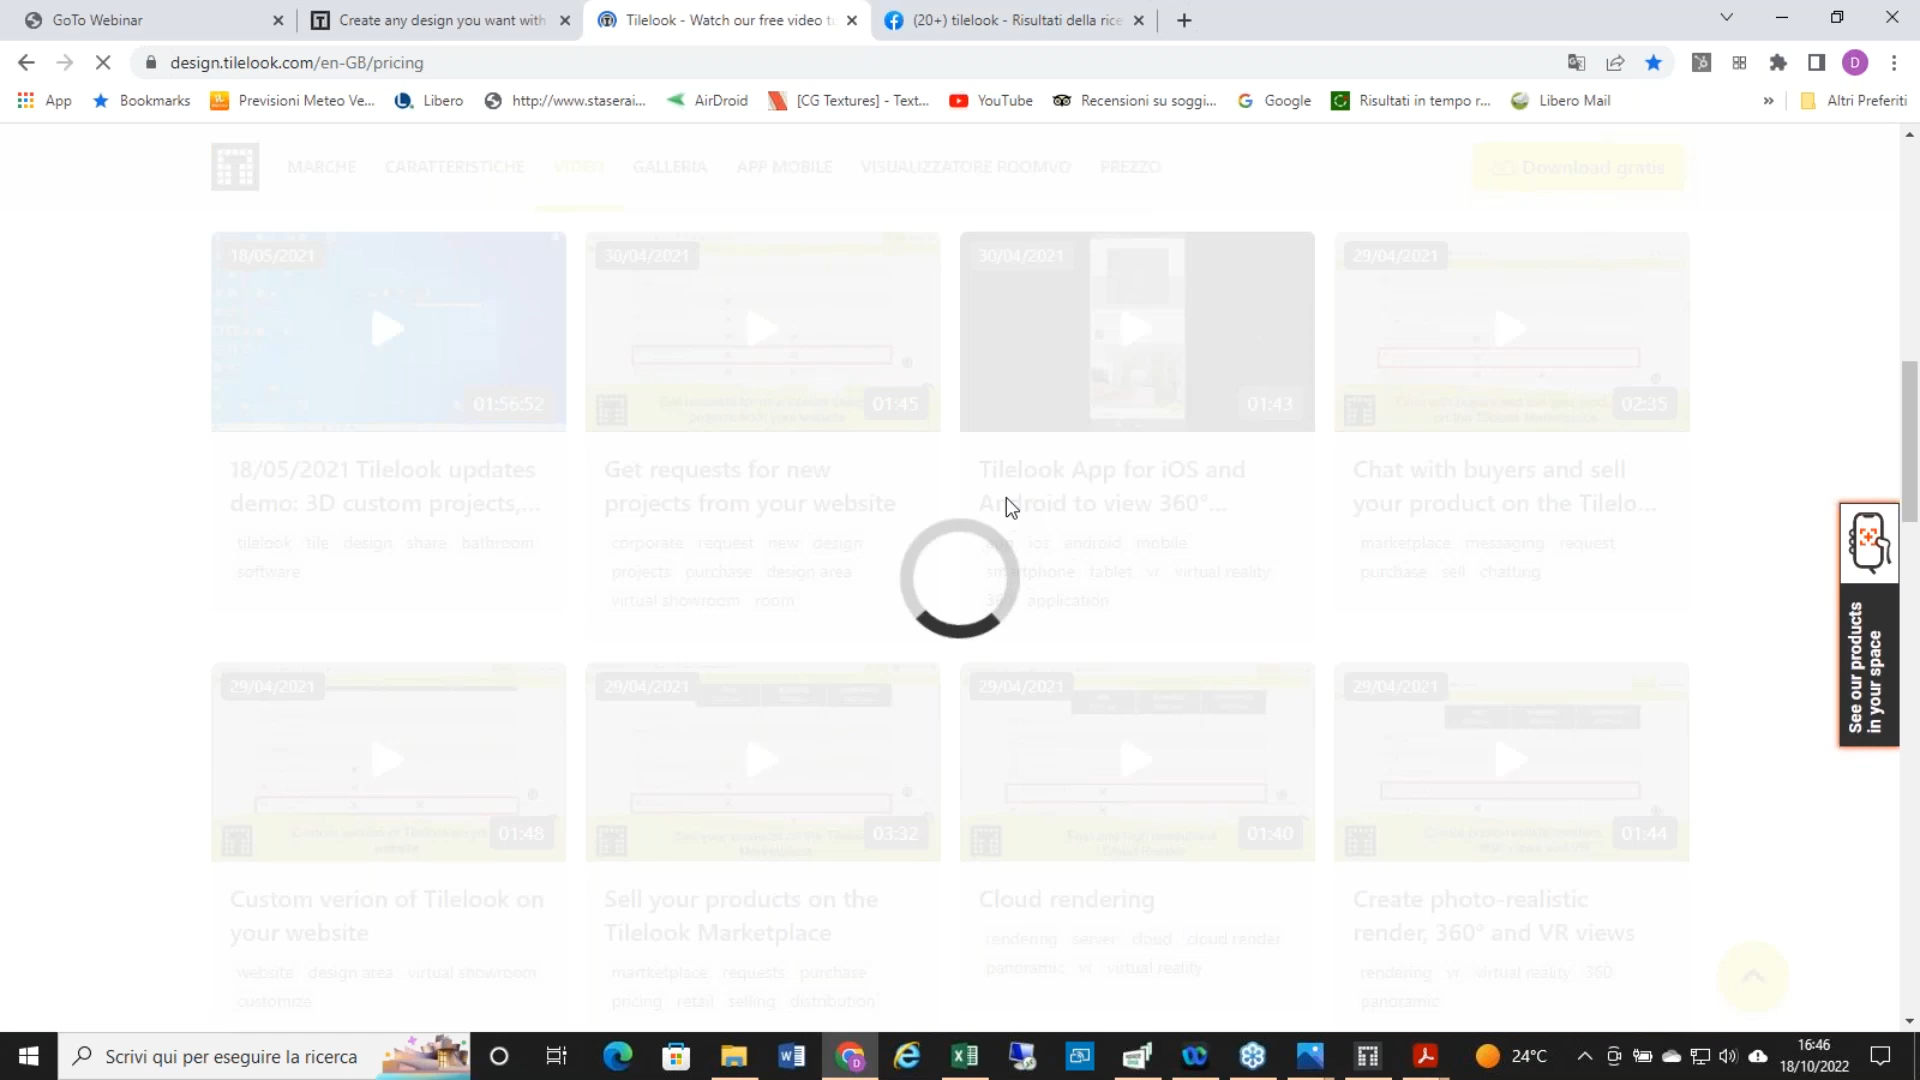 GoTo Webinar
Create any design you want with
Tilelook - Watch our free video tu
(20+) tilelook - Risultati della rice
design.tilelook.com/en-GB/pricing
D
App
Bookmarks
Previsioni Meteo Ve...
Libero
http://www.staserai...
AirDroid
[CG Textures] - Text...
YouTube
Recensioni su soggi...
Google
Risultati in tempo r...
Libero Mail
»
Altri Preferiti
MARCHE
CARATTERISTICHE
VIDEO
GALLERIA
APP MOBILE
VISUALIZZATORE ROOMVO
PREZZO
Download gratis
18/05/2021
01:56:52
30/04/2021
01:45
30/04/2021
01:43
29/04/2021
02:35
18/05/2021 Tilelook updates
demo: 3D custom projects,...
tilelook tile design share bathroom
software
Get requests for new
projects from your website
corporate request new design
projects purchase design area
virtual showroom room
Tilelook App for iOS and
Android to view 360°...
app ios android mobile
smartphone tablet vr virtual reality
360 application
Chat with buyers and sell
your product on the Tilelo...
marketplace messaging request
purchase sell chatting
See our products
in your space
29/04/2021
01:48
29/04/2021
03:32
29/04/2021
01:40
29/04/2021
01:44
Custom verion of Tilelook on
your website
website design area virtual showroom
customize
Sell your products on the
Tilelook Marketplace
martketplace requests purchase
pricing retail selling distribution
Cloud rendering
rendering server cloud cloud render
panoramic vr virtual reality
Create photo-realistic
render, 360° and VR views
rendering vr virtual reality 360
panoramic
Scrivi qui per eseguire la ricerca
24°C
16:46
18/10/2022